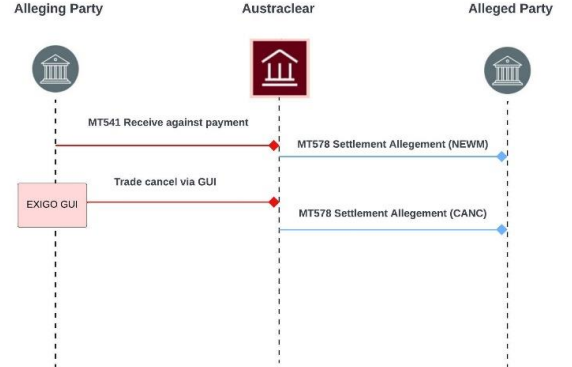 Alleging Party
Austraclear
Alleged Party
MT541 Receive against payment
MT578 Settlement Allegement (NEWM)
Trade cancel via GUI
EXIGO GUI
MT578 Settlement Allegement (CANC)